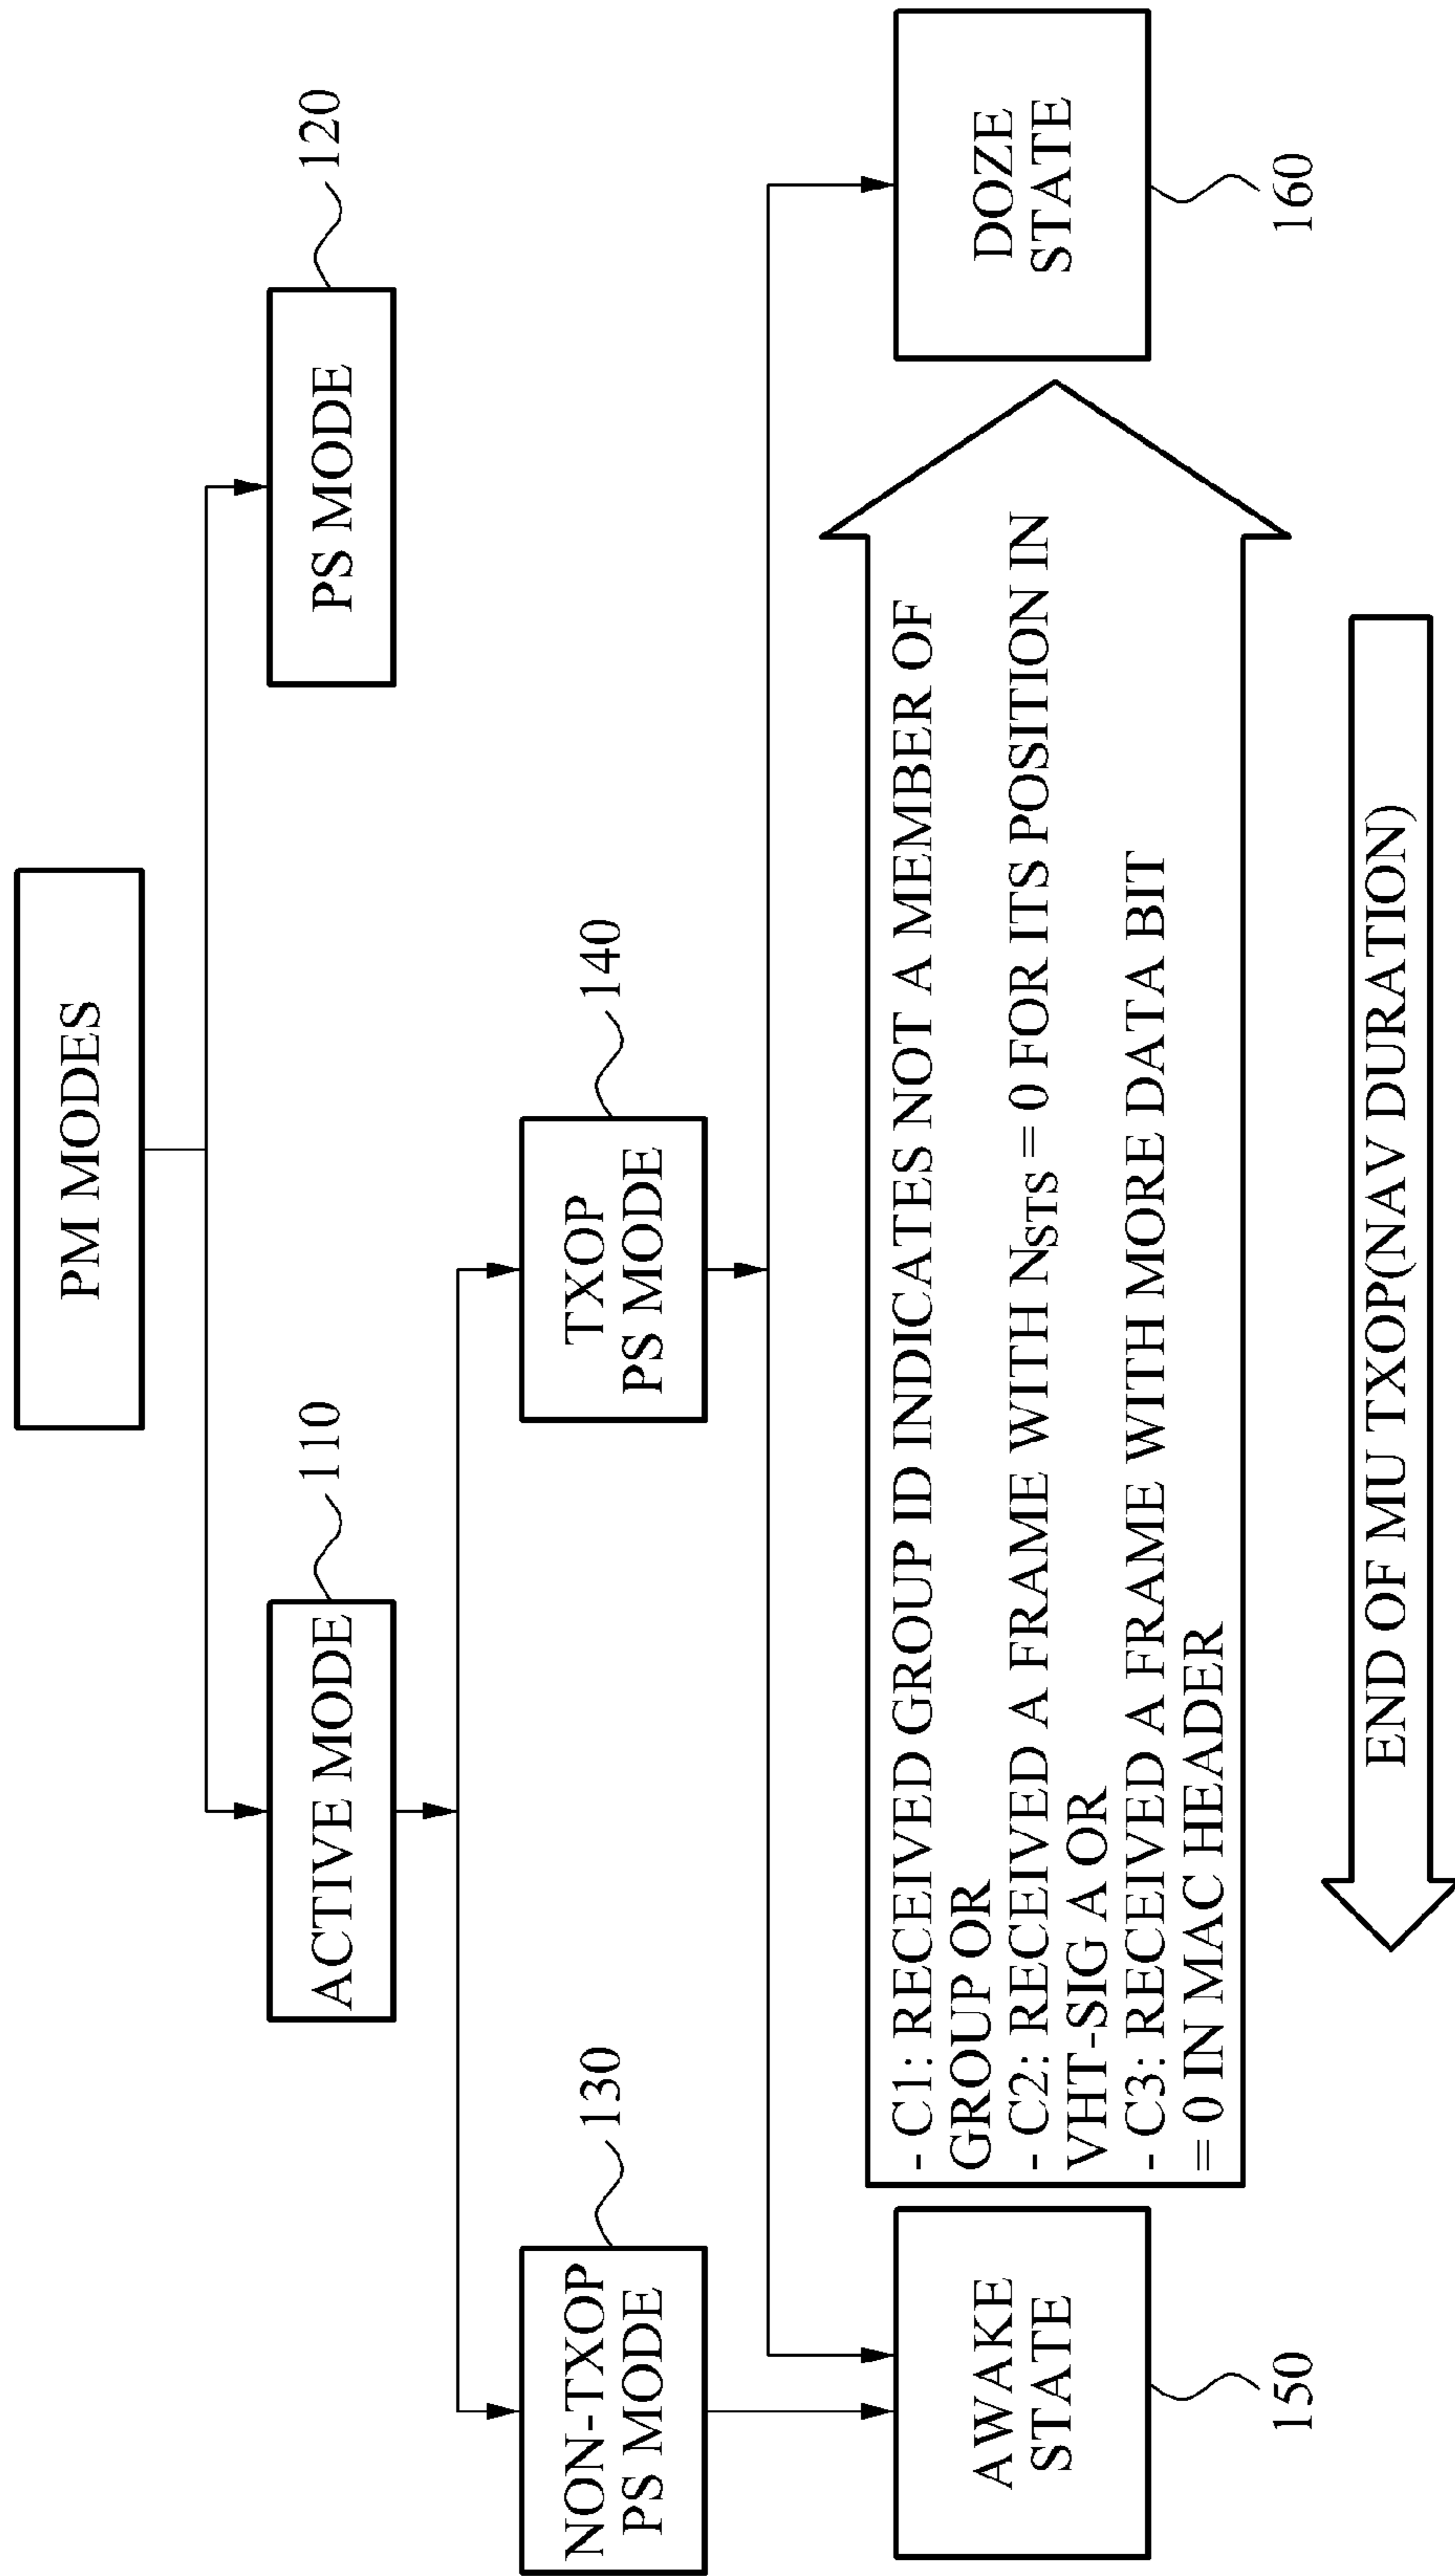 PM MODES
ACTIVE MODE
110
PS MODE
120
NON-TXOP
PS MODE
130
TXOP
PS MODE
140
AWAKE
STATE
150
- C1: RECEIVED GROUP ID INDICATES NOT A MEMBER OF
GROUP OR
- C2: RECEIVED A FRAME WITH NSTS = 0 FOR ITS POSITION IN
VHT-SIG A OR
- C3: RECEIVED A FRAME WITH MORE DATA BIT
= 0 IN MAC HEADER
DOZE
STATE
160
END OF MU TXOP(NAV DURATION)